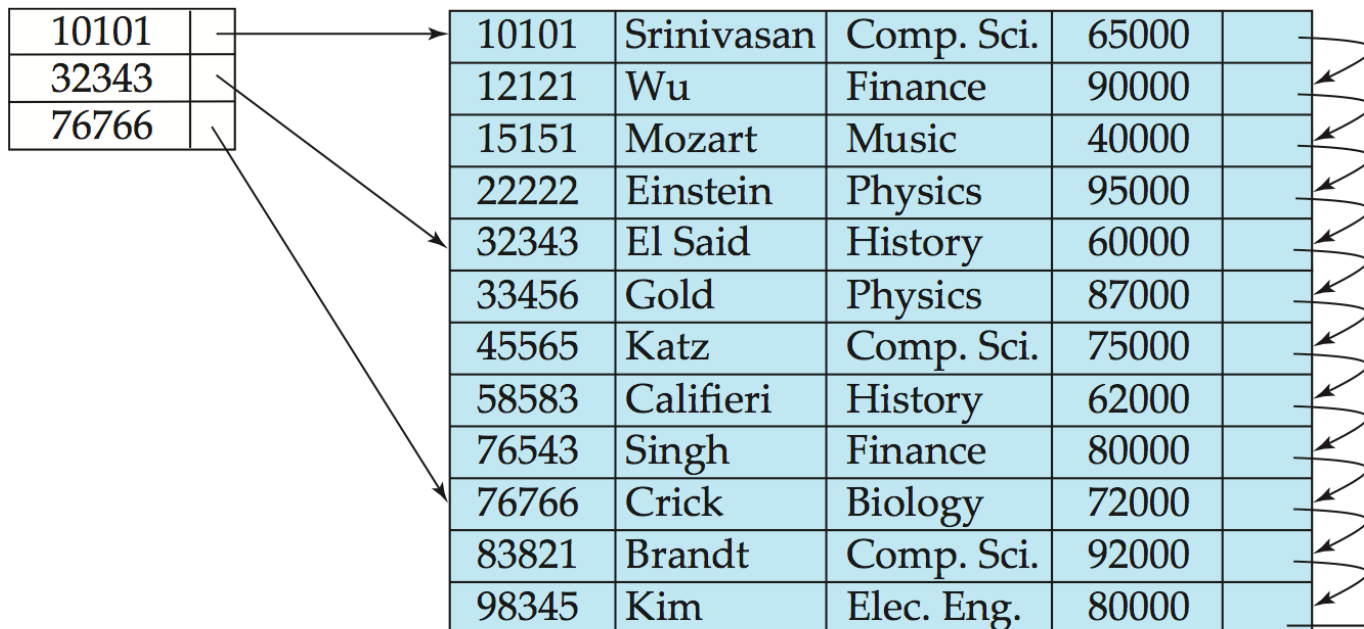 10101
32343
76766
10101 Srinivasan Comp. Sci. 65000
12121 Wu Finance 90000
15151 Mozart Music 40000
22222 Einstein Physics 95000
32343 El Said History 60000
33456 Gold Physics 87000
45565 Katz Comp. Sci. 75000
58583 Califieri History 62000
76543 Singh Finance 80000
76766 Crick Biology 72000
83821 Brandt Comp. Sci. 92000
98345 Kim Elec. Eng. 80000